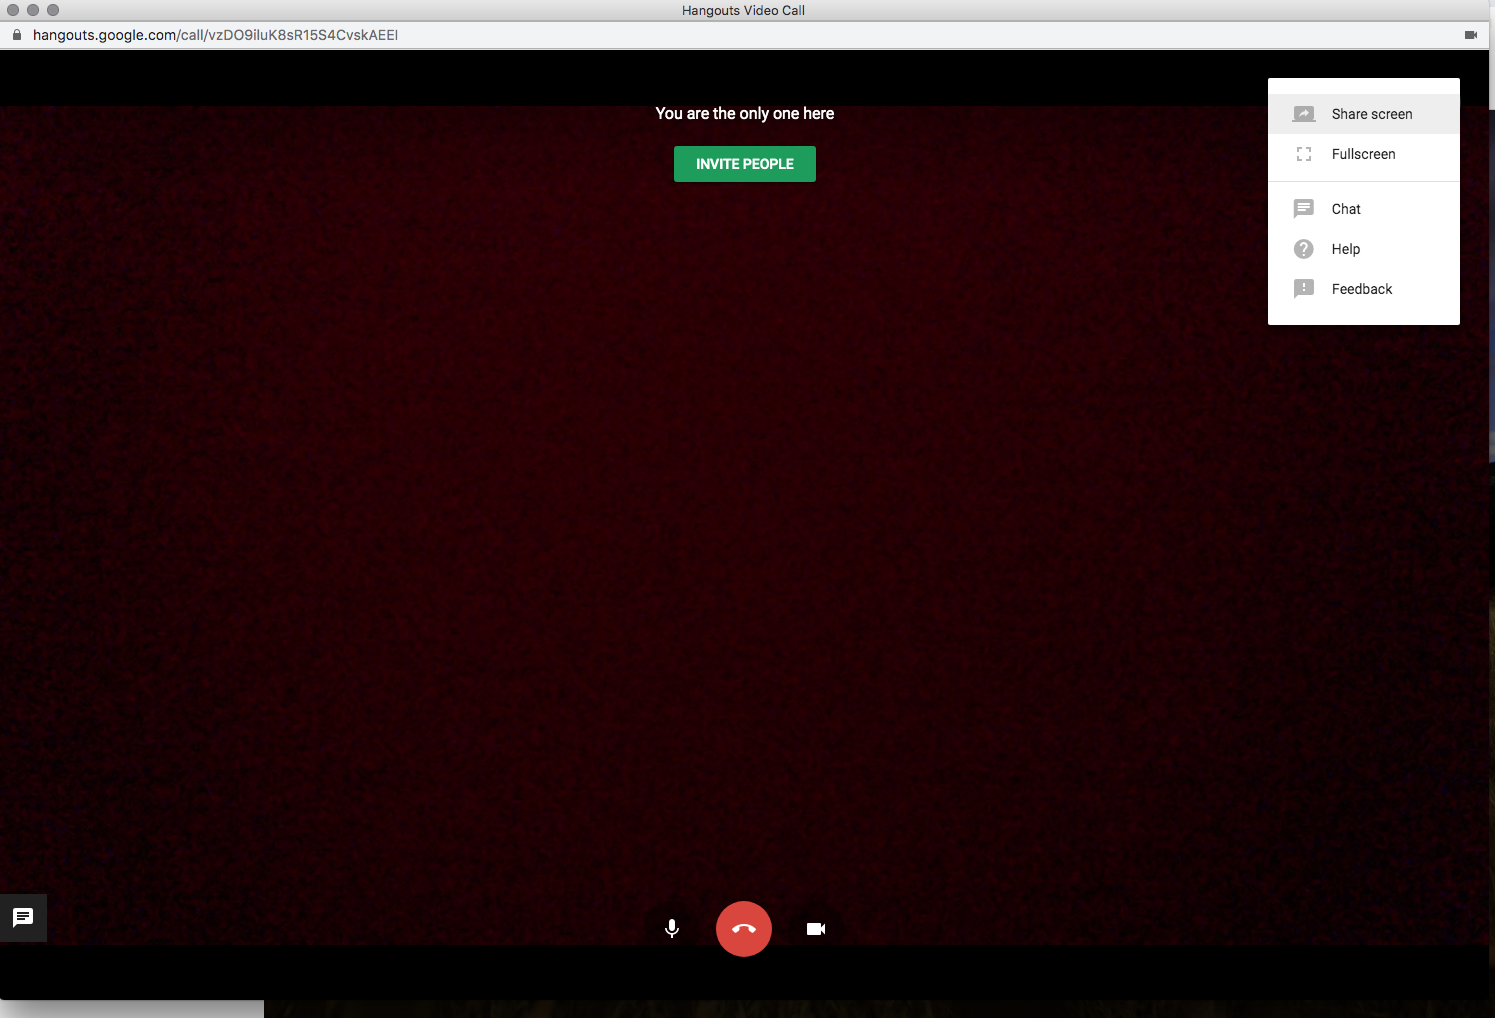 Hangouts Video Call
hangouts.google.com/call/vzDO9iluK8sR15S4CvskAEEl
You are the only one here
INVITE PEOPLE
Share screen
Fullscreen
Chat
Help
Feedback